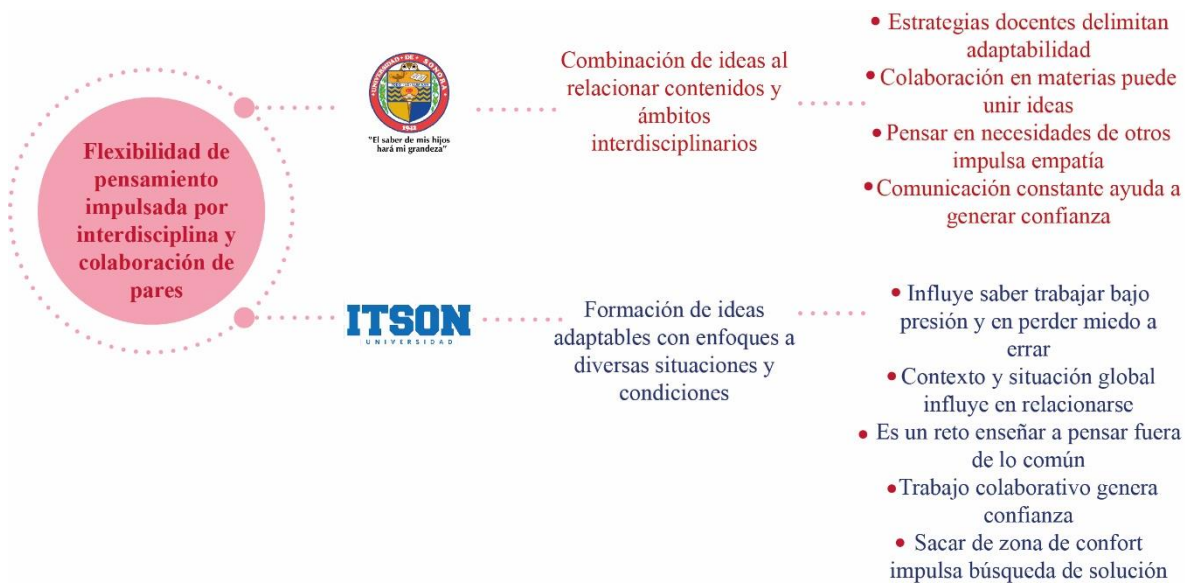 Flexibilidad de
pensamiento
impulsada por
interdisciplina y
colaboración de
pares
UNIVERSIDAD DE SONORA
1942
"El saber de mis hijos
hará mi grandeza"
Combinación de ideas al
relacionar contenidos y
ámbitos
interdisciplinarios
• Estrategias docentes delimitan
adaptabilidad
• Colaboración en materias puede
unir ideas
• Pensar en necesidades de otros
impulsa empatía
• Comunicación constante ayuda a
generar confianza
ITSON
UNIVERSIDAD
Formación de ideas
adaptables con enfoques a
diversas situaciones y
condiciones
• Influye saber trabajar bajo
presión y en perder miedo a
errar
• Contexto y situación global
influye en relacionarse
• Es un reto enseñar a pensar fuera
de lo común
• Trabajo colaborativo genera
confianza
• Sacar de zona de confort
impulsa búsqueda de solución